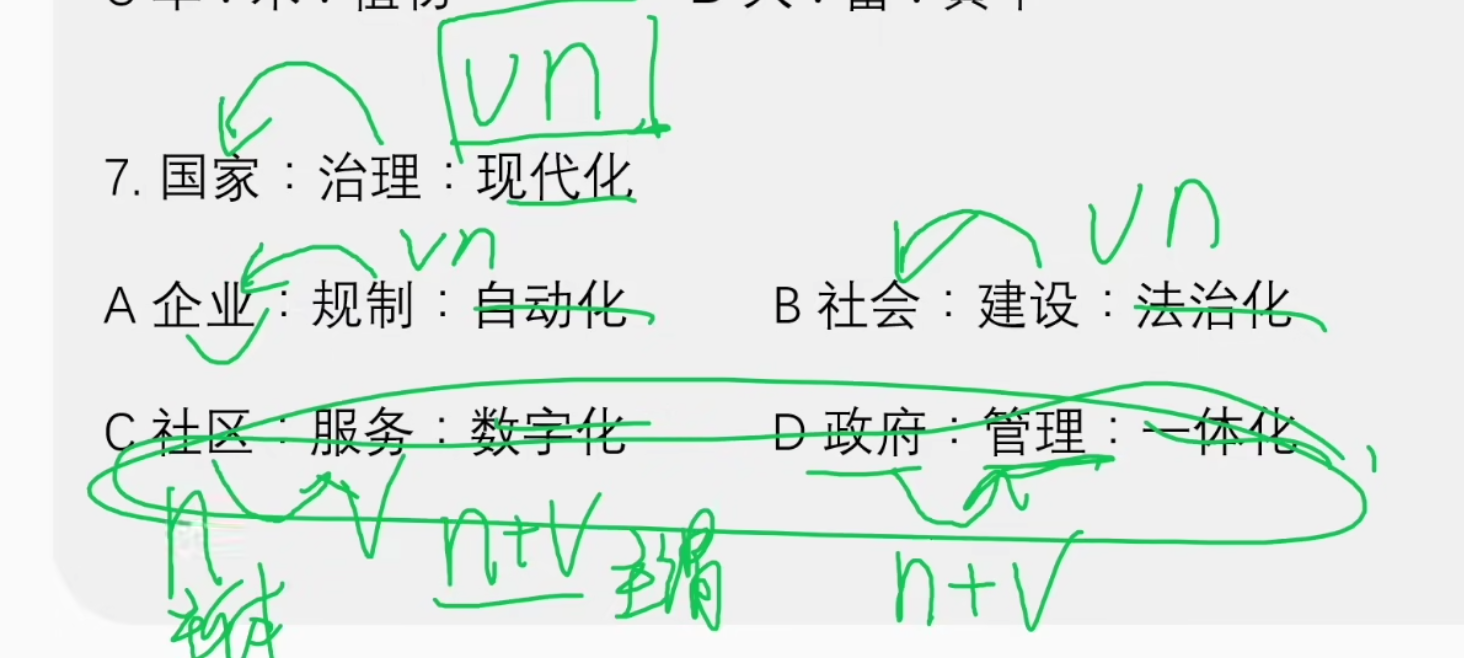 vn
7. 国家：治理：现代化
vn
vn
A 企业：规制：自动化 B 社会：建设：法治化
C 社区：服务：数字化 D 政府：管理：一体化
n v n+v 主谓 n+v